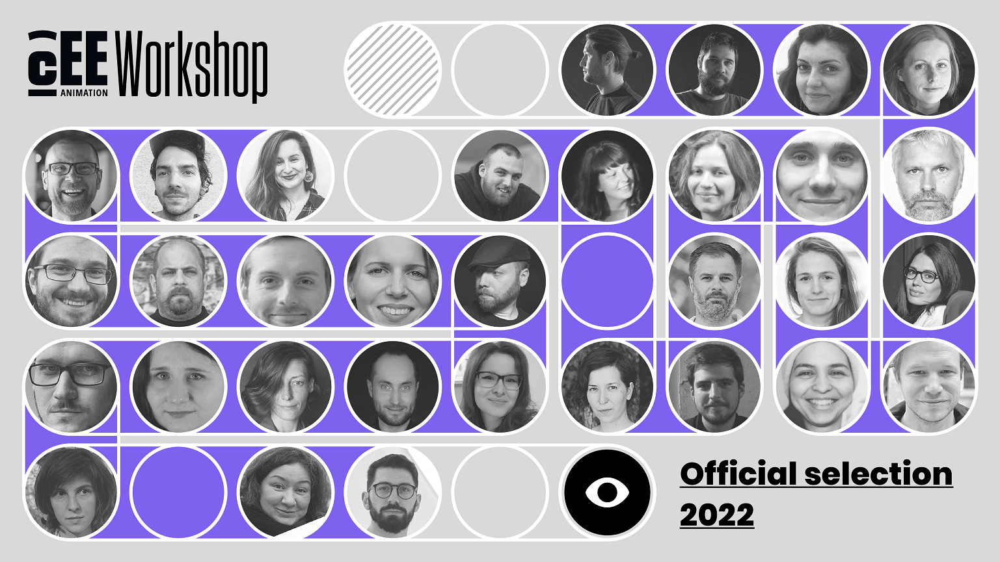 CEE Workshop
ANIMATION
Official selection
2022